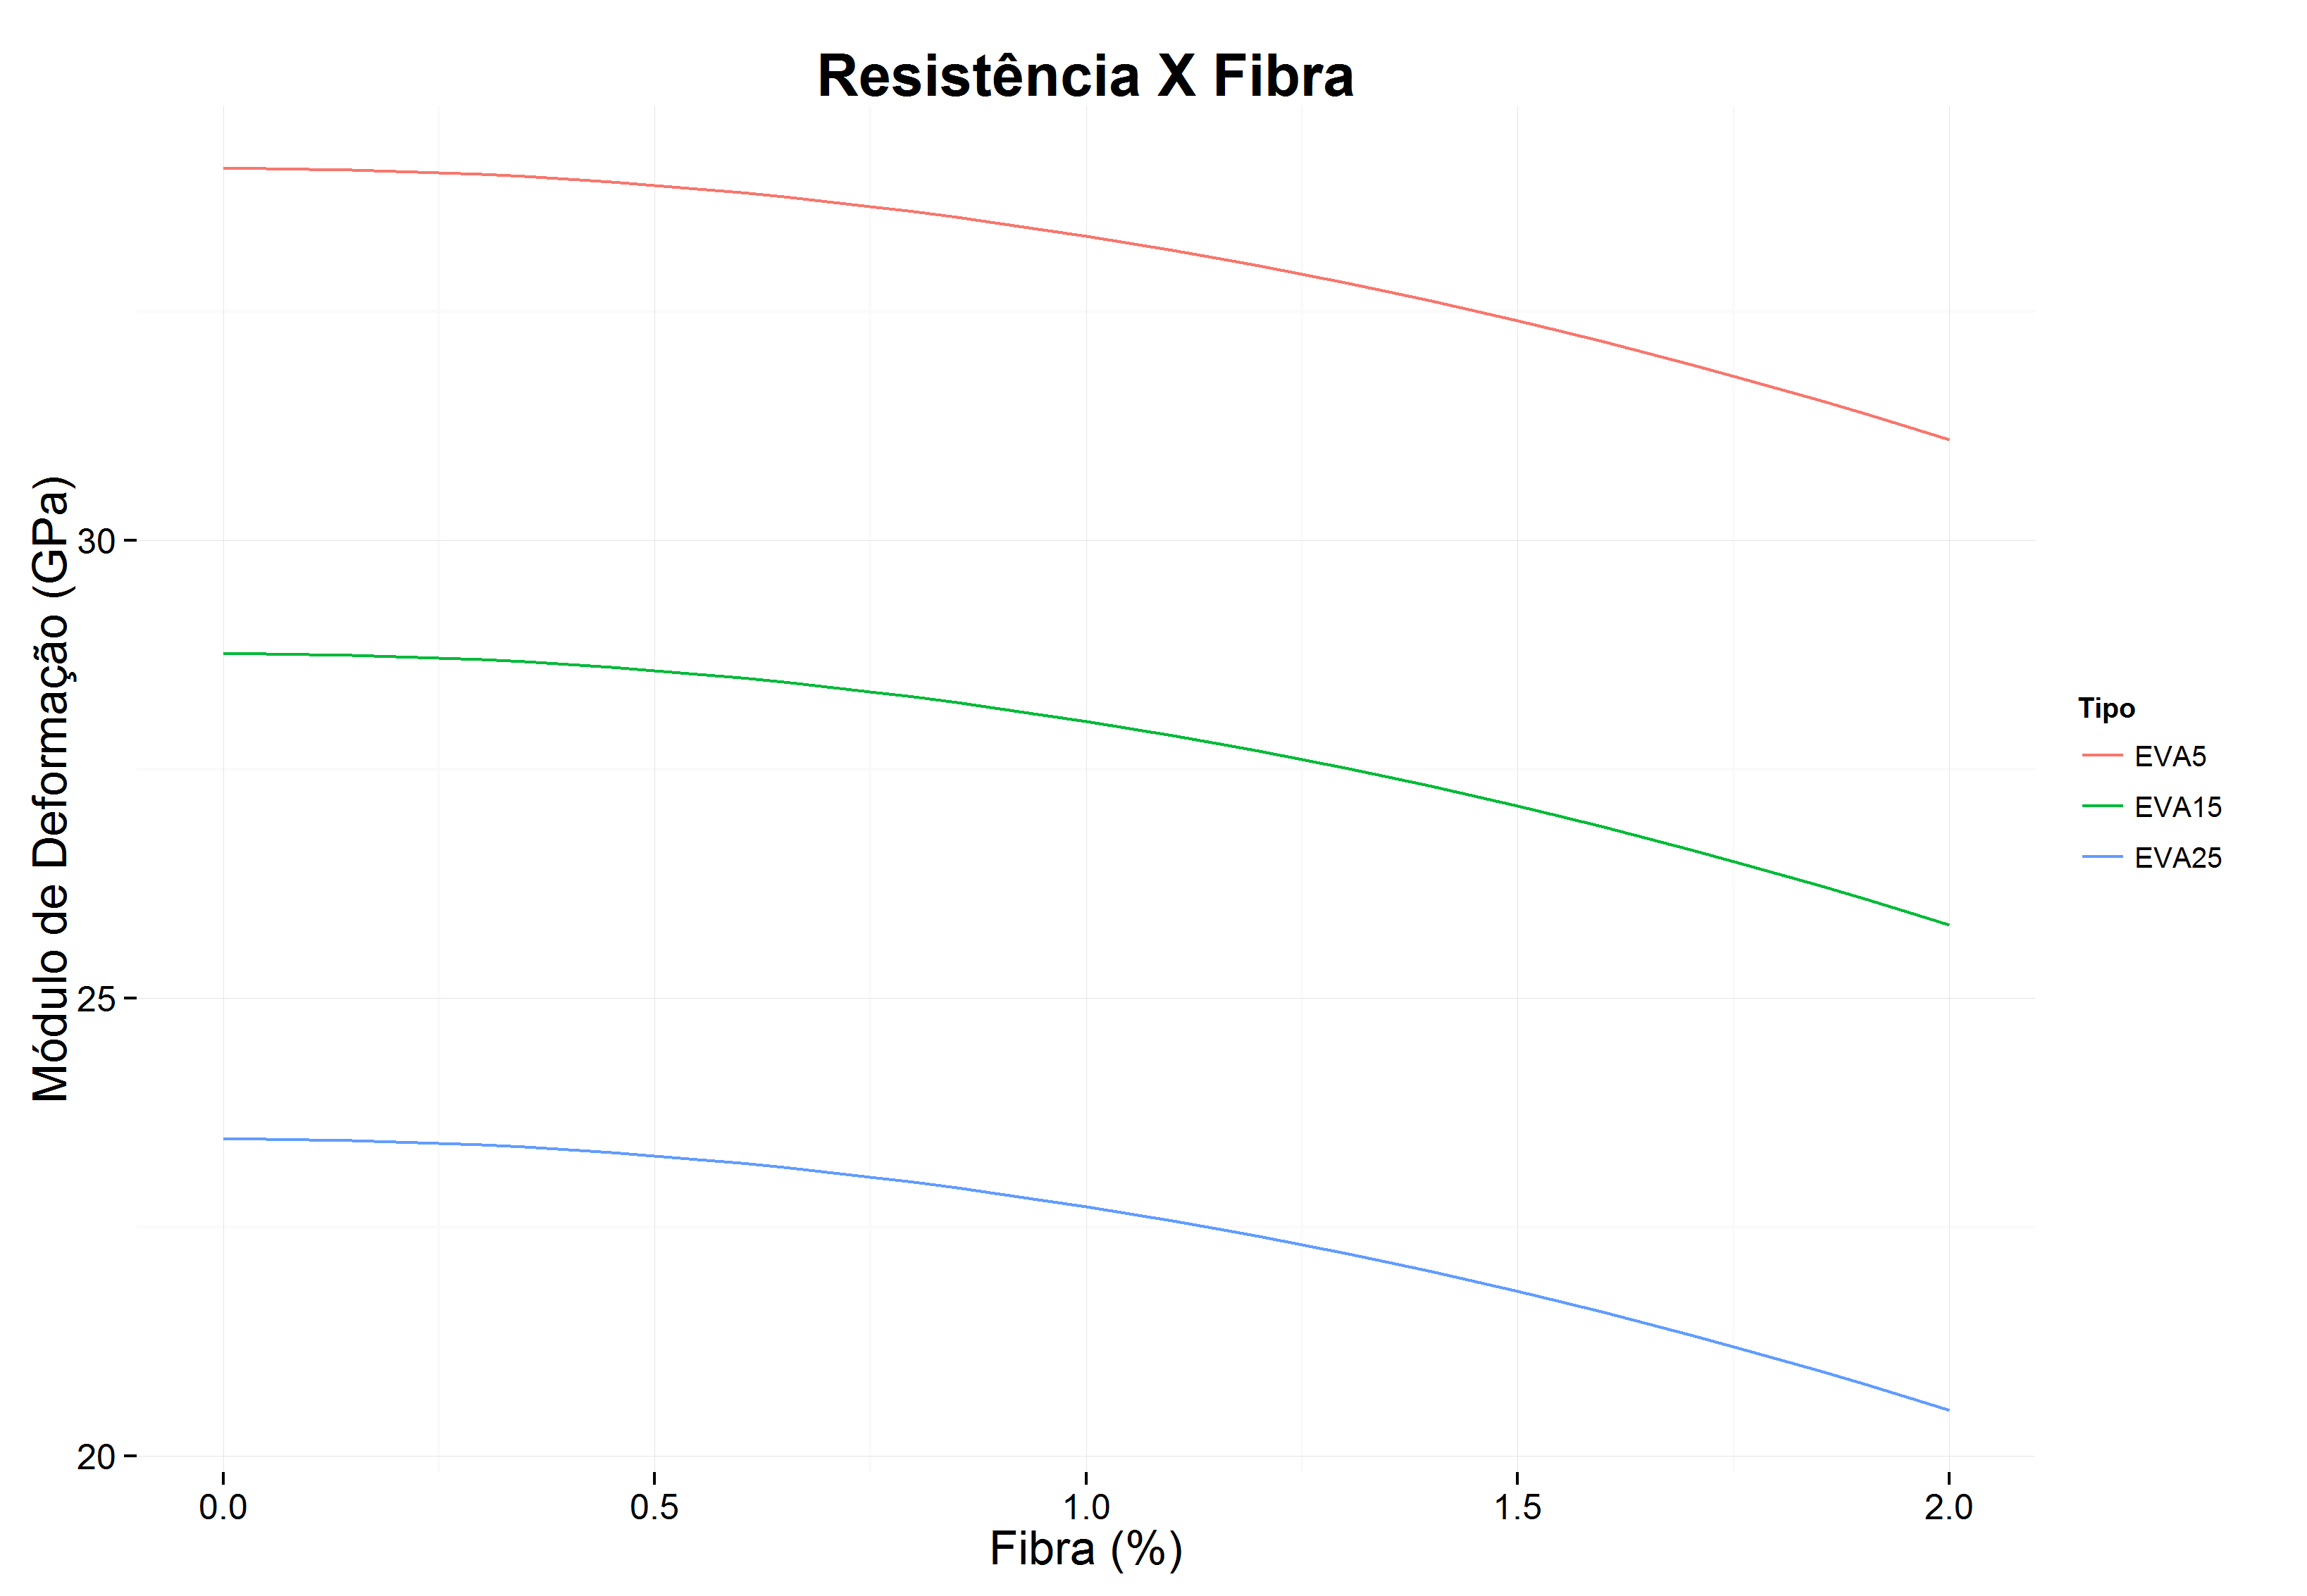 Resistência X Fibra
Módulo de Deformação (GPa)
30
25
20
0.0 0.5 1.0 1.5 2.0
Fibra (%)
Tipo
EVA5
EVA15
EVA25